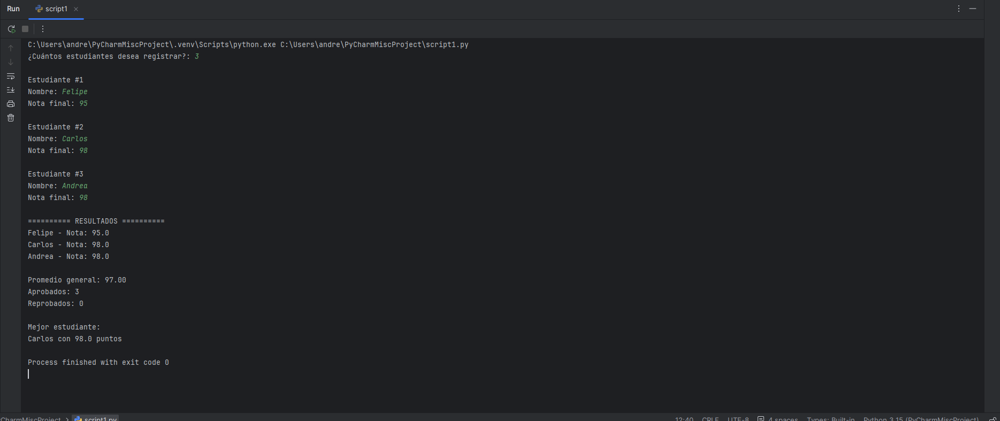 Run script1
C:\Users\andre\PyCharmMiscProject\.venv\Scripts\python.exe C:\Users\andre\PyCharmMiscProject\script1.py
¿Cuántos estudiantes desea registrar?: 3
Estudiante #1
Nombre: Felipe
Nota final: 95
Estudiante #2
Nombre: Carlos
Nota final: 98
Estudiante #3
Nombre: Andrea
Nota final: 98
========== RESULTADOS ==========
Felipe - Nota: 95.0
Carlos - Nota: 98.0
Andrea - Nota: 98.0
Promedio general: 97.00
Aprobados: 3
Reprobados: 0
Mejor estudiante:
Carlos con 98.0 puntos
Process finished with exit code 0
CharmMiscProject > script1.py 12:40 CRLF UTF-8 4 spaces Types: Built-in Python 3.15 (PyCharmMiscProject)